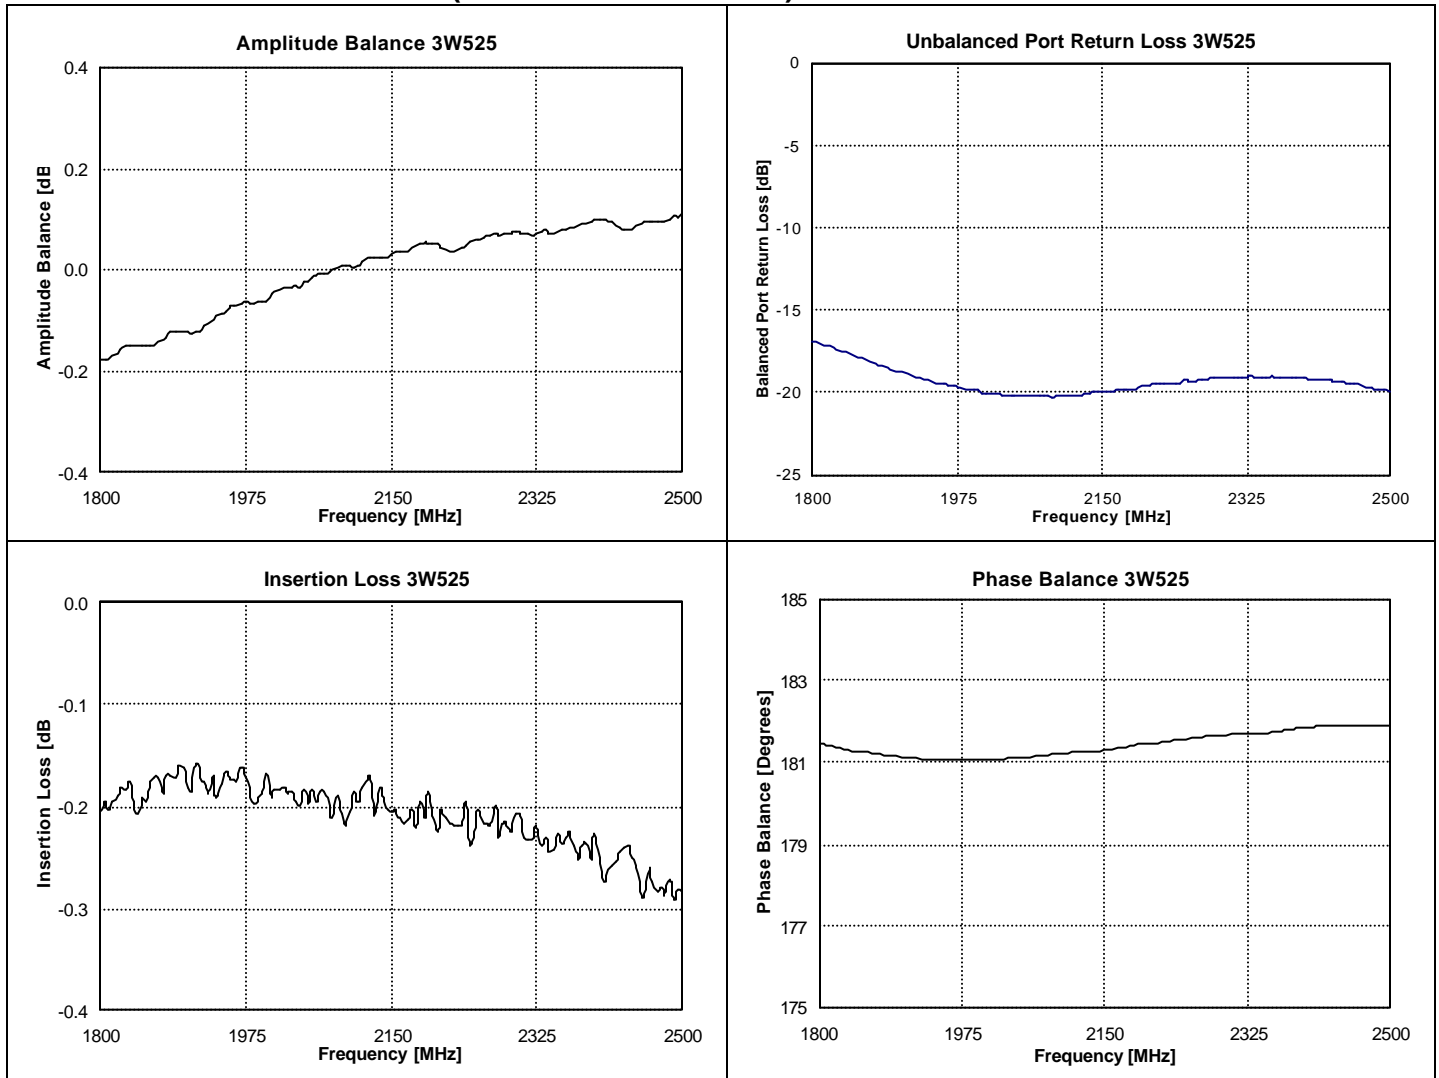 Amplitude Balance 3W525
0.4
0.2
0.0
-0.2
-0.4
Amplitude Balance [dB
1800 1975 2150 2325 2500
Frequency [MHz]
Unbalanced Port Return Loss 3W525
0
-5
-10
-15
-20
-25
Balanced Port Return Loss [dB]
1800 1975 2150 2325 2500
Frequency [MHz]
Insertion Loss 3W525
0.0
-0.1
-0.2
-0.3
-0.4
Insertion Loss [dB
1800 1975 2150 2325 2500
Frequency [MHz]
Phase Balance 3W525
185
183
181
179
177
175
Phase Balance [Degrees]
1800 1975 2150 2325 2500
Frequency [MHz]